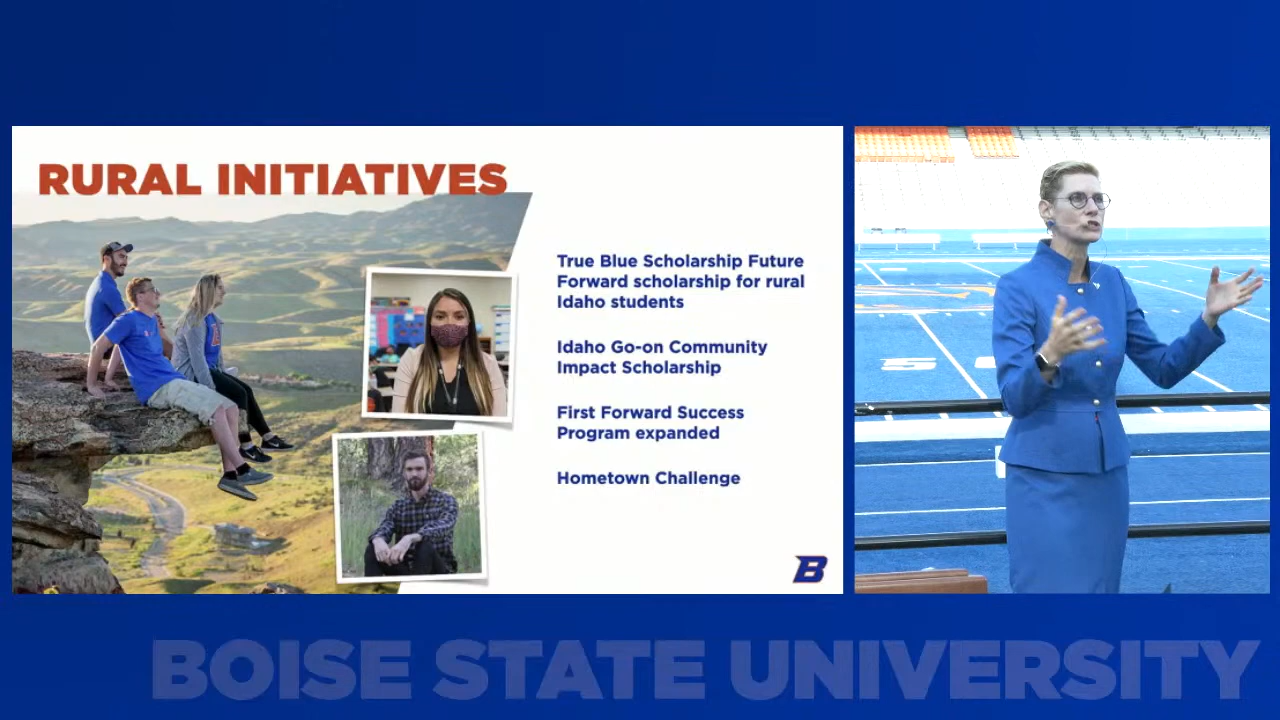 RURAL INITIATIVES
True Blue Scholarship Future
Forward scholarship for rural
Idaho students
Idaho Go-on Community
Impact Scholarship
First Forward Success
Program expanded
Hometown Challenge
B
5
BOISE STATE UNIVERSITY